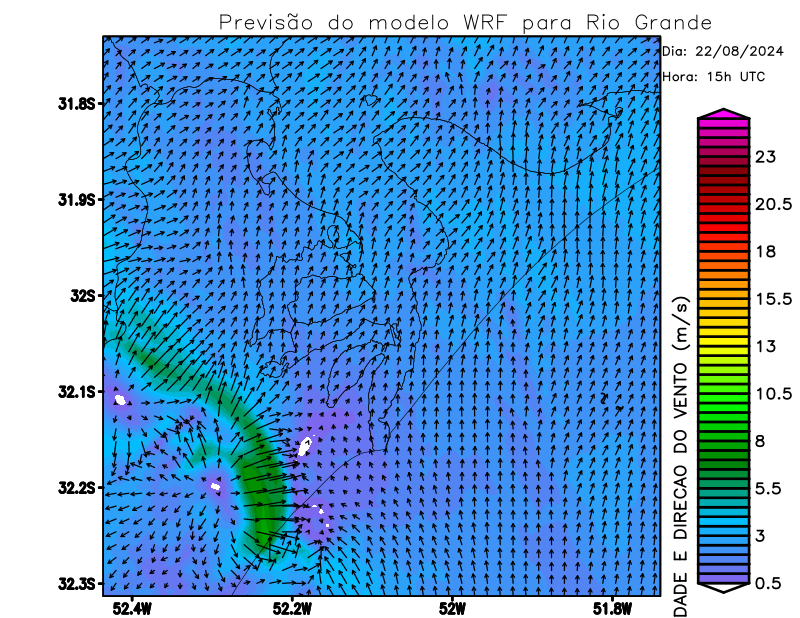 Previsão do modelo WRF para Rio Grande
Dia: 22/08/2024
Hora: 15h UTC
31.8S
31.9S
32S
32.1S
32.2S
32.3S
52.4W
52.2W
52W
51.8W
23
20.5
18
15.5
13
10.5
8
5.5
3
0.5
DADE E DIRECAO DO VENTO (m/s)